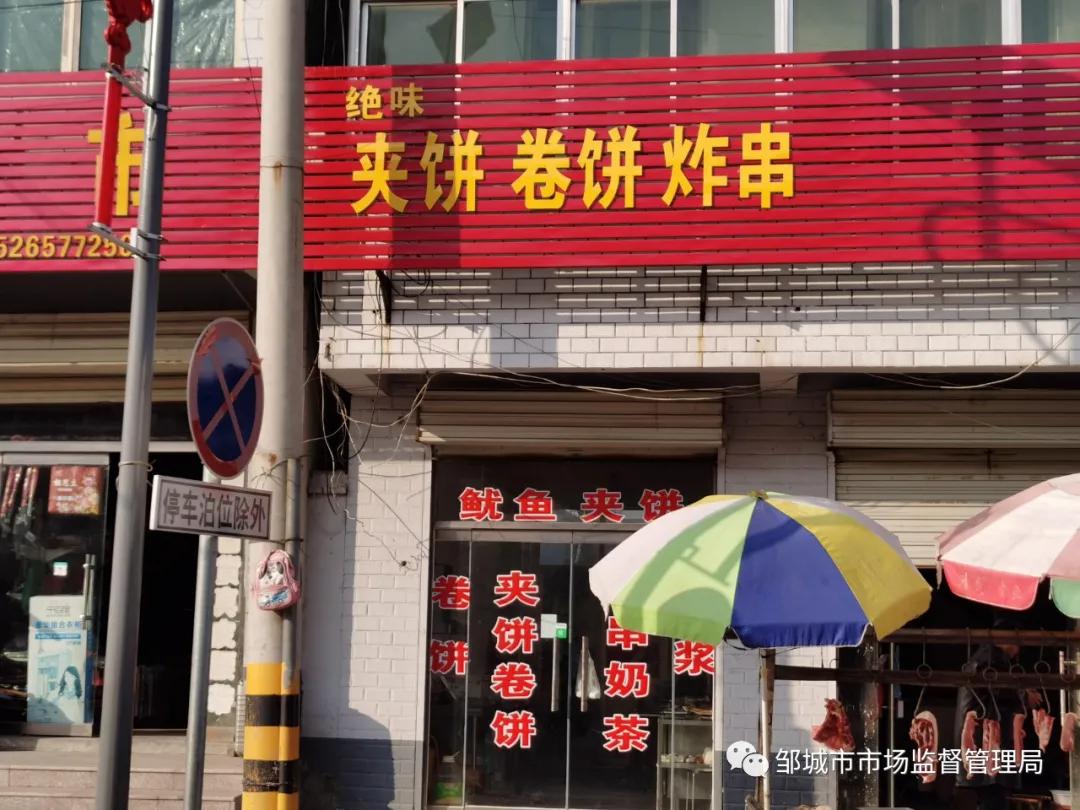 绝味
夹饼 卷饼 炸串
市
526577256
停车泊位除外
鱿鱼 夹饼
卷饼
夹饼卷饼
串奶茶
浆
邹城市市场监督管理局